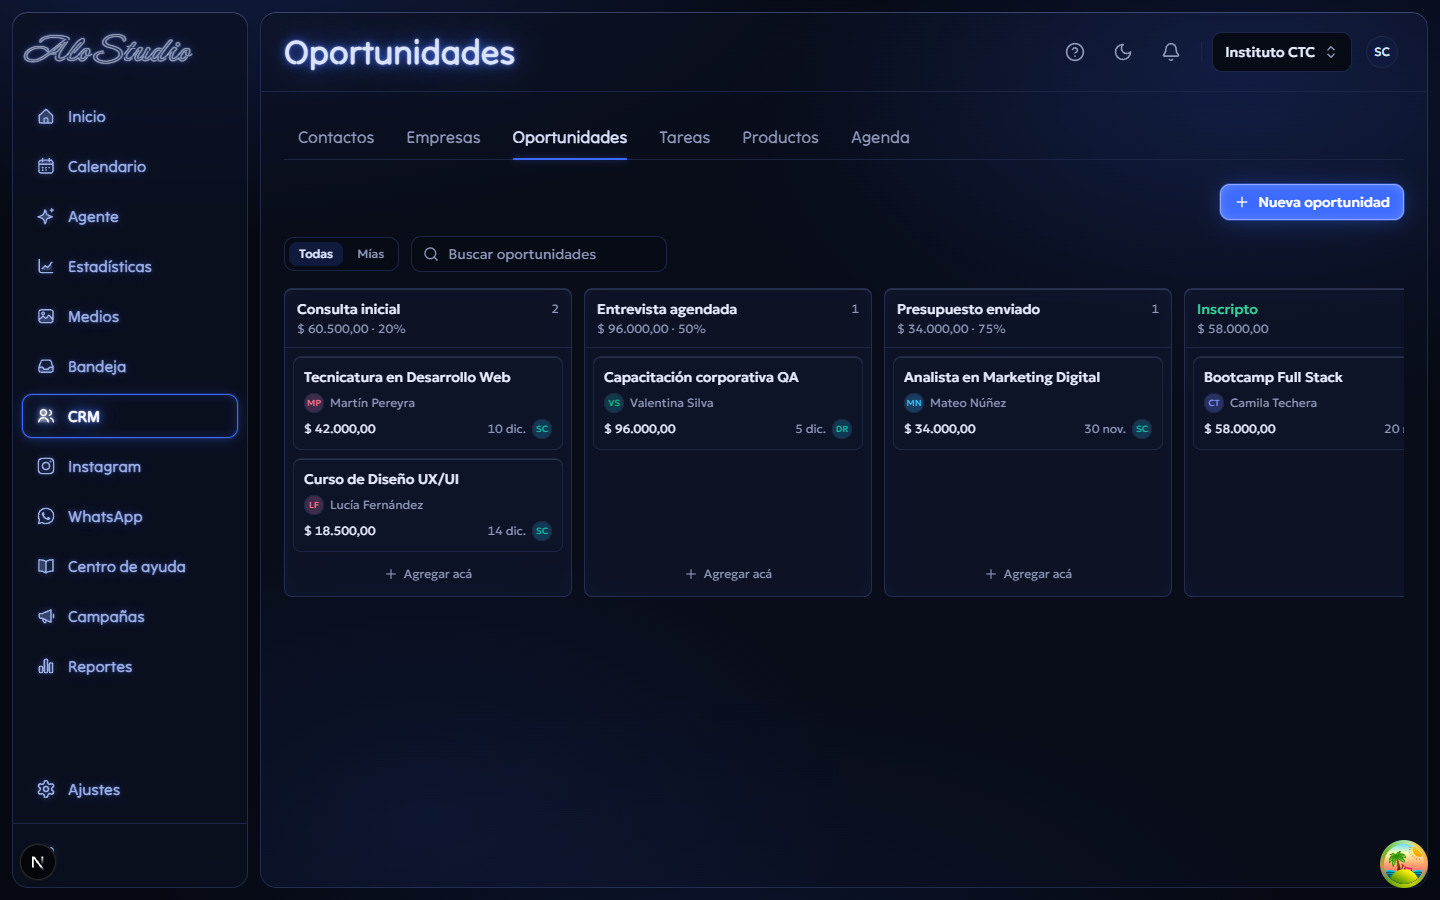 AloStudio
Oportunidades
Instituto CTC
SC
Inicio
Calendario
Agente
Estadísticas
Medios
Bandeja
CRM
Instagram
WhatsApp
Centro de ayuda
Campañas
Reportes
Ajustes
N
Contactos
Empresas
Oportunidades
Tareas
Productos
Agenda
+ Nueva oportunidad
Todas
Mías
Buscar oportunidades
Consulta inicial 2
$ 60.500,00 · 20%
Tecnicatura en Desarrollo Web
MP Martín Pereyra
$ 42.000,00 10 dic. SC
Curso de Diseño UX/UI
LF Lucía Fernández
$ 18.500,00 14 dic. SC
+ Agregar acá
Entrevista agendada 1
$ 96.000,00 · 50%
Capacitación corporativa QA
VS Valentina Silva
$ 96.000,00 5 dic. DR
+ Agregar acá
Presupuesto enviado 1
$ 34.000,00 · 75%
Analista en Marketing Digital
MN Mateo Núñez
$ 34.000,00 30 nov. SC
+ Agregar acá
Inscripto
$ 58.000,00
Bootcamp Full Stack
CT Camila Techera
$ 58.000,00 20